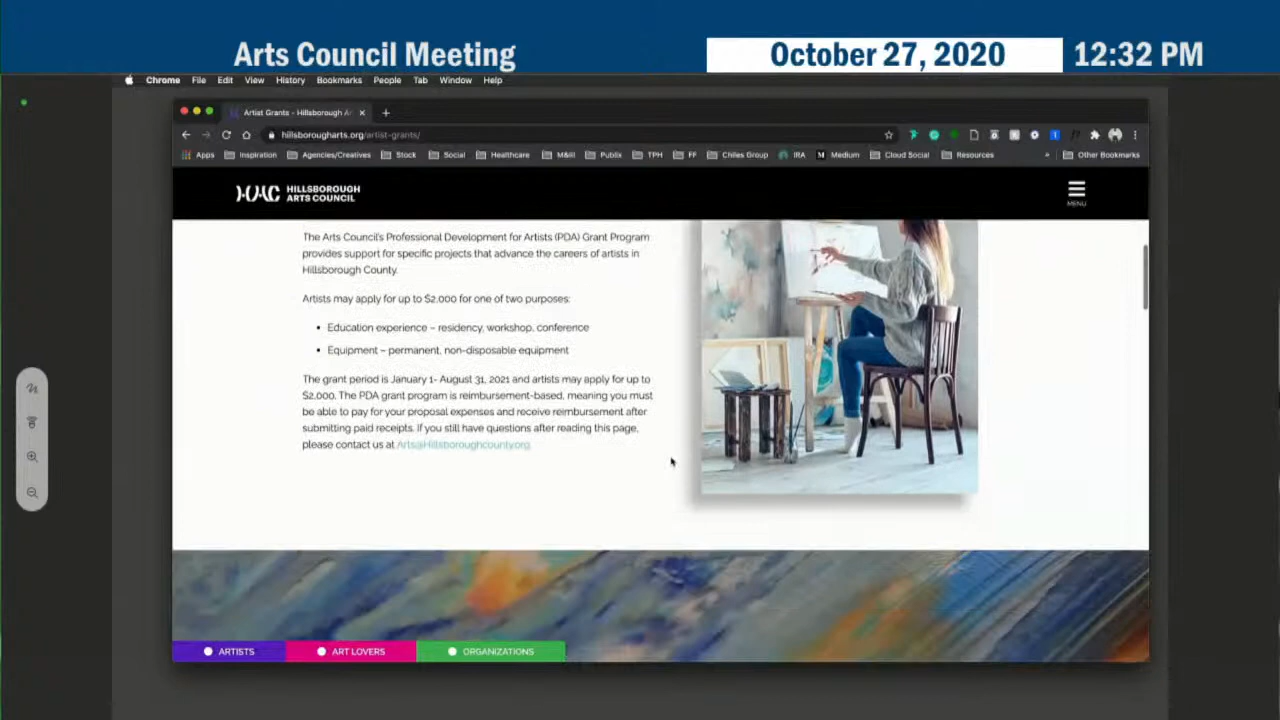 Arts Council Meeting
October 27, 2020
12:32 PM
Chrome File Edit View History Bookmarks People Tab Window Help
Artist Grants - Hillsborough Ar
hillsborougharts.org/artist-grants/
Apps Inspiration Agencies/Creatives Stock Social Healthcare M&III Publix TPH FF Chiles Group IRA M Medium Cloud Social Resources » Other Bookmarks
HAC HILLSBOROUGH
ARTS COUNCIL
MENU
The Arts Council's Professional Development for Artists (PDA) Grant Program
provides support for specific projects that advance the careers of artists in
Hillsborough County.
Artists may apply for up to $2,000 for one of two purposes:
• Education experience – residency, workshop, conference
• Equipment – permanent, non-disposable equipment
The grant period is January 1- August 31, 2021 and artists may apply for up to
$2,000. The PDA grant program is reimbursement-based, meaning you must
be able to pay for your proposal expenses and receive reimbursement after
submitting paid receipts. If you still have questions after reading this page,
please contact us at Arts@Hillsboroughcounty.org.
ARTISTS
ART LOVERS
ORGANIZATIONS